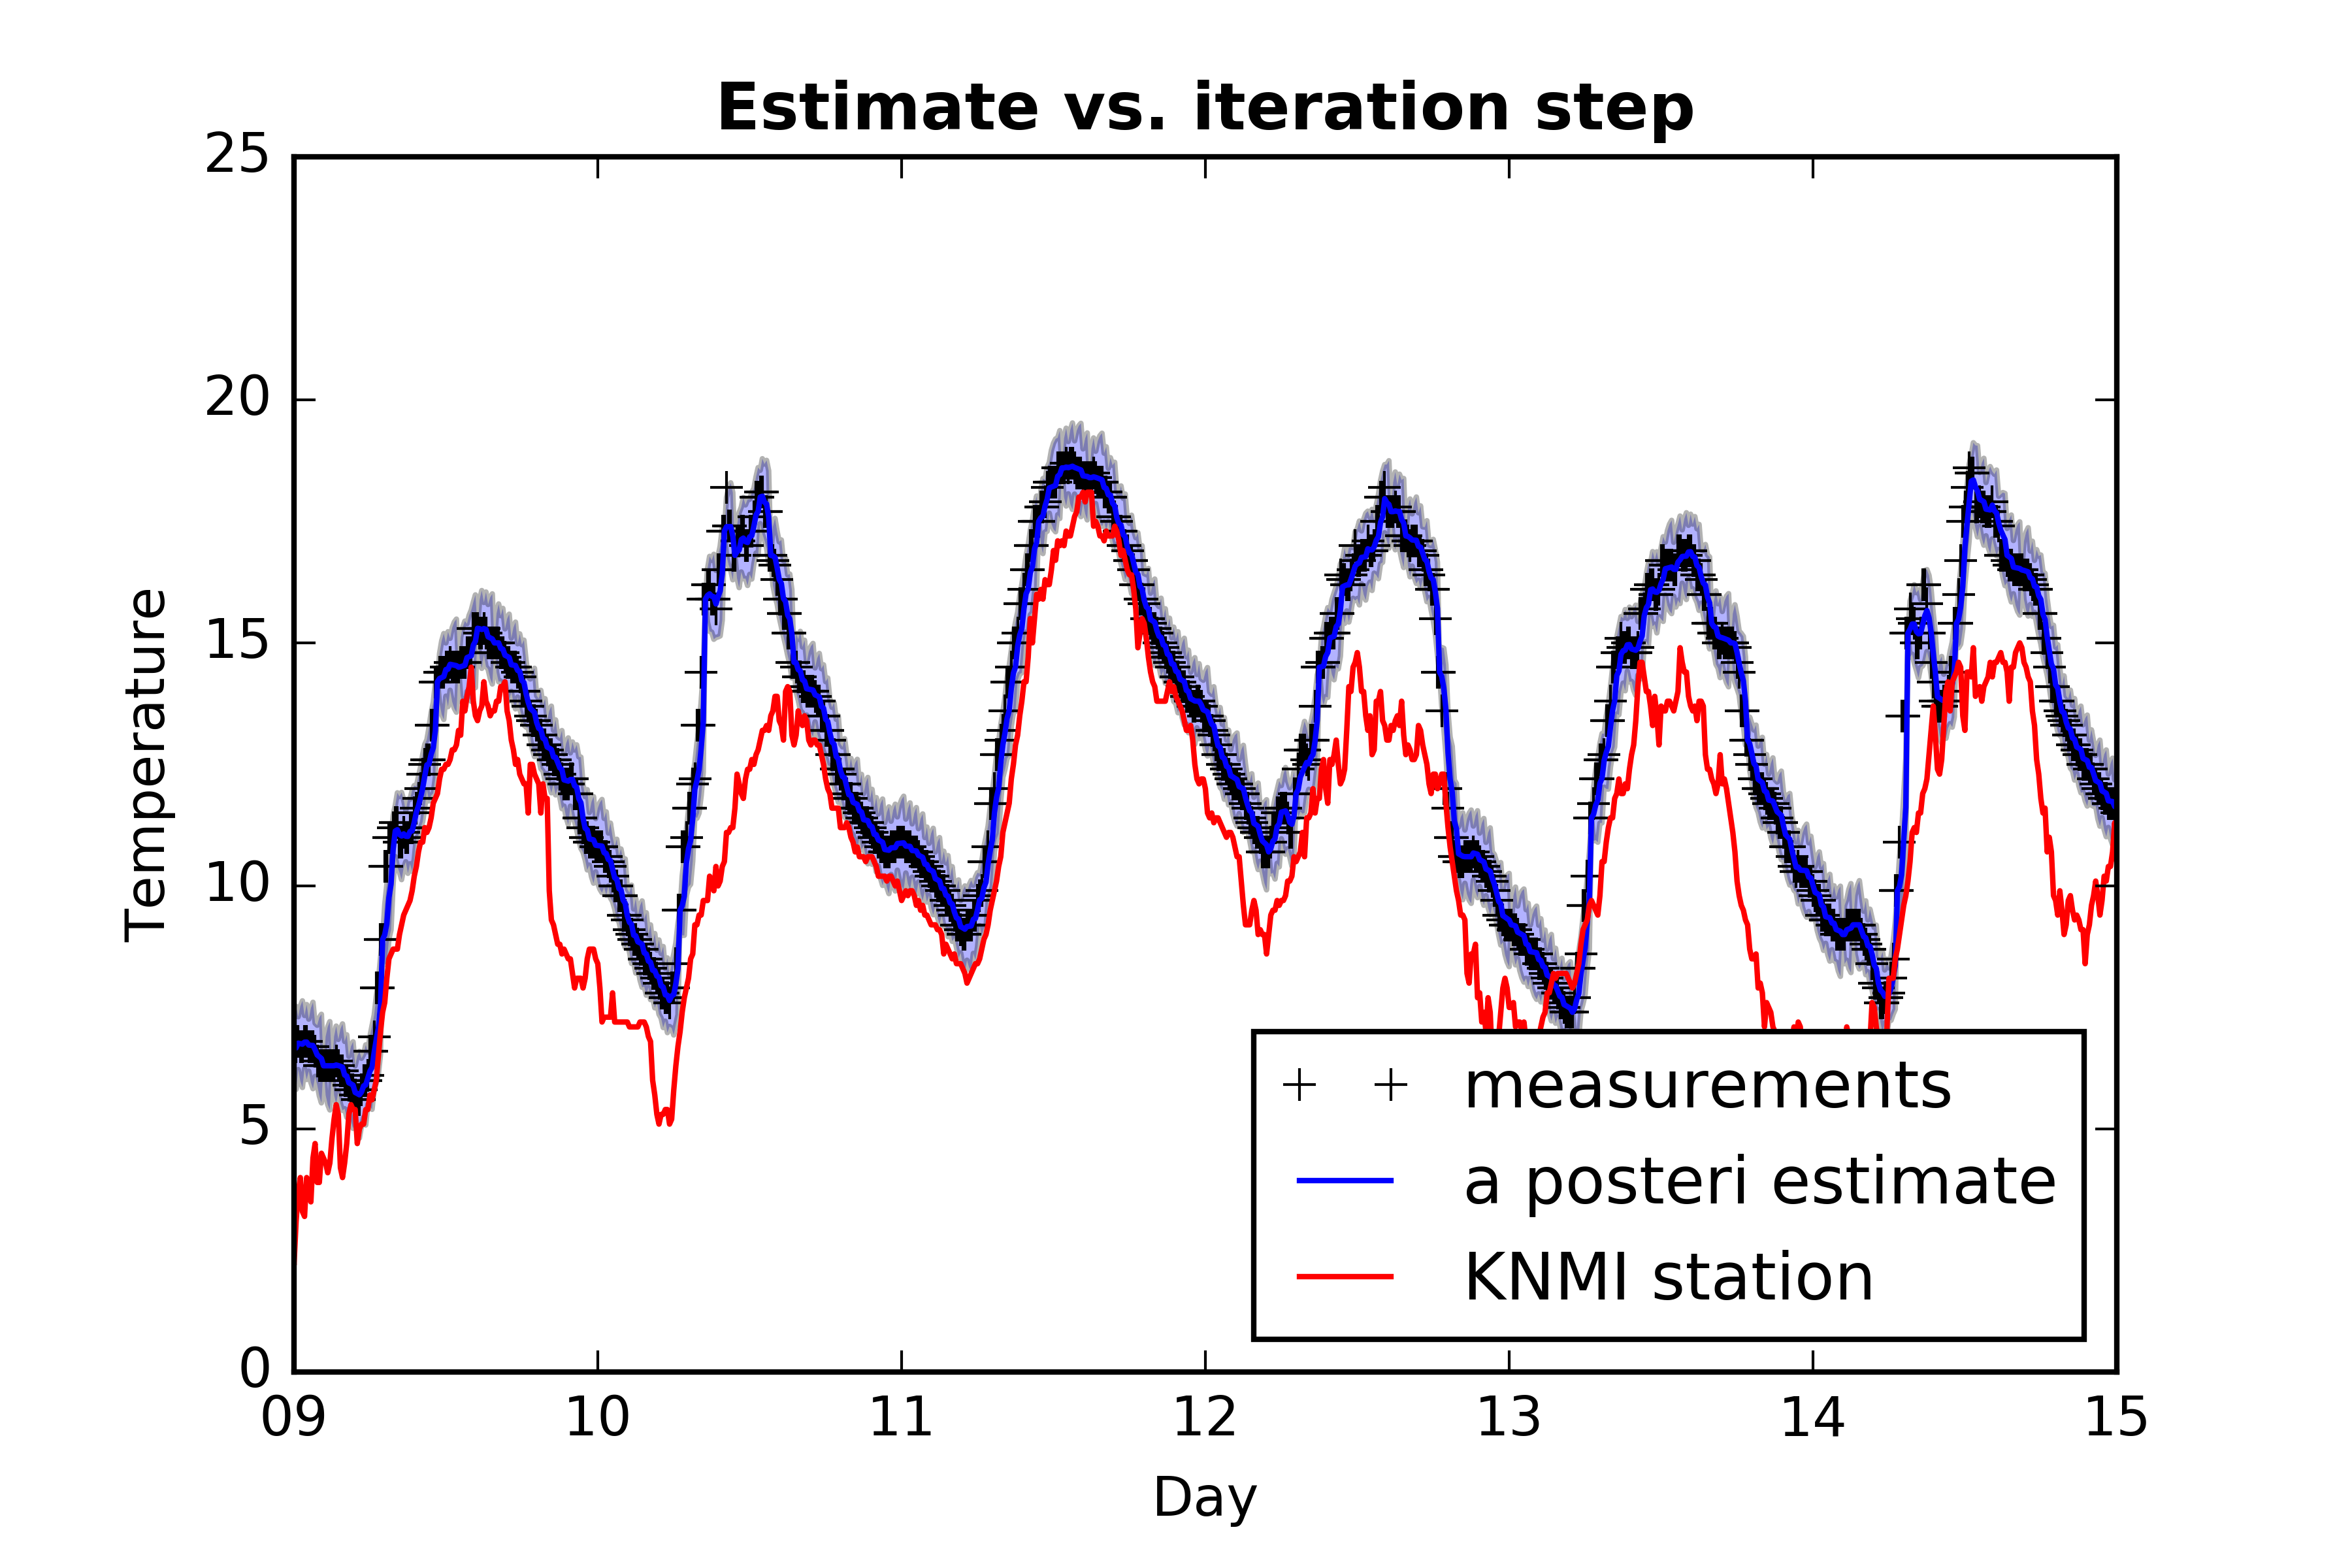 Estimate vs. iteration step
25
20
15
10
5
0
Temperature
09 10 11 12 13 14 15
Day
measurements
a posteri estimate
KNMI station